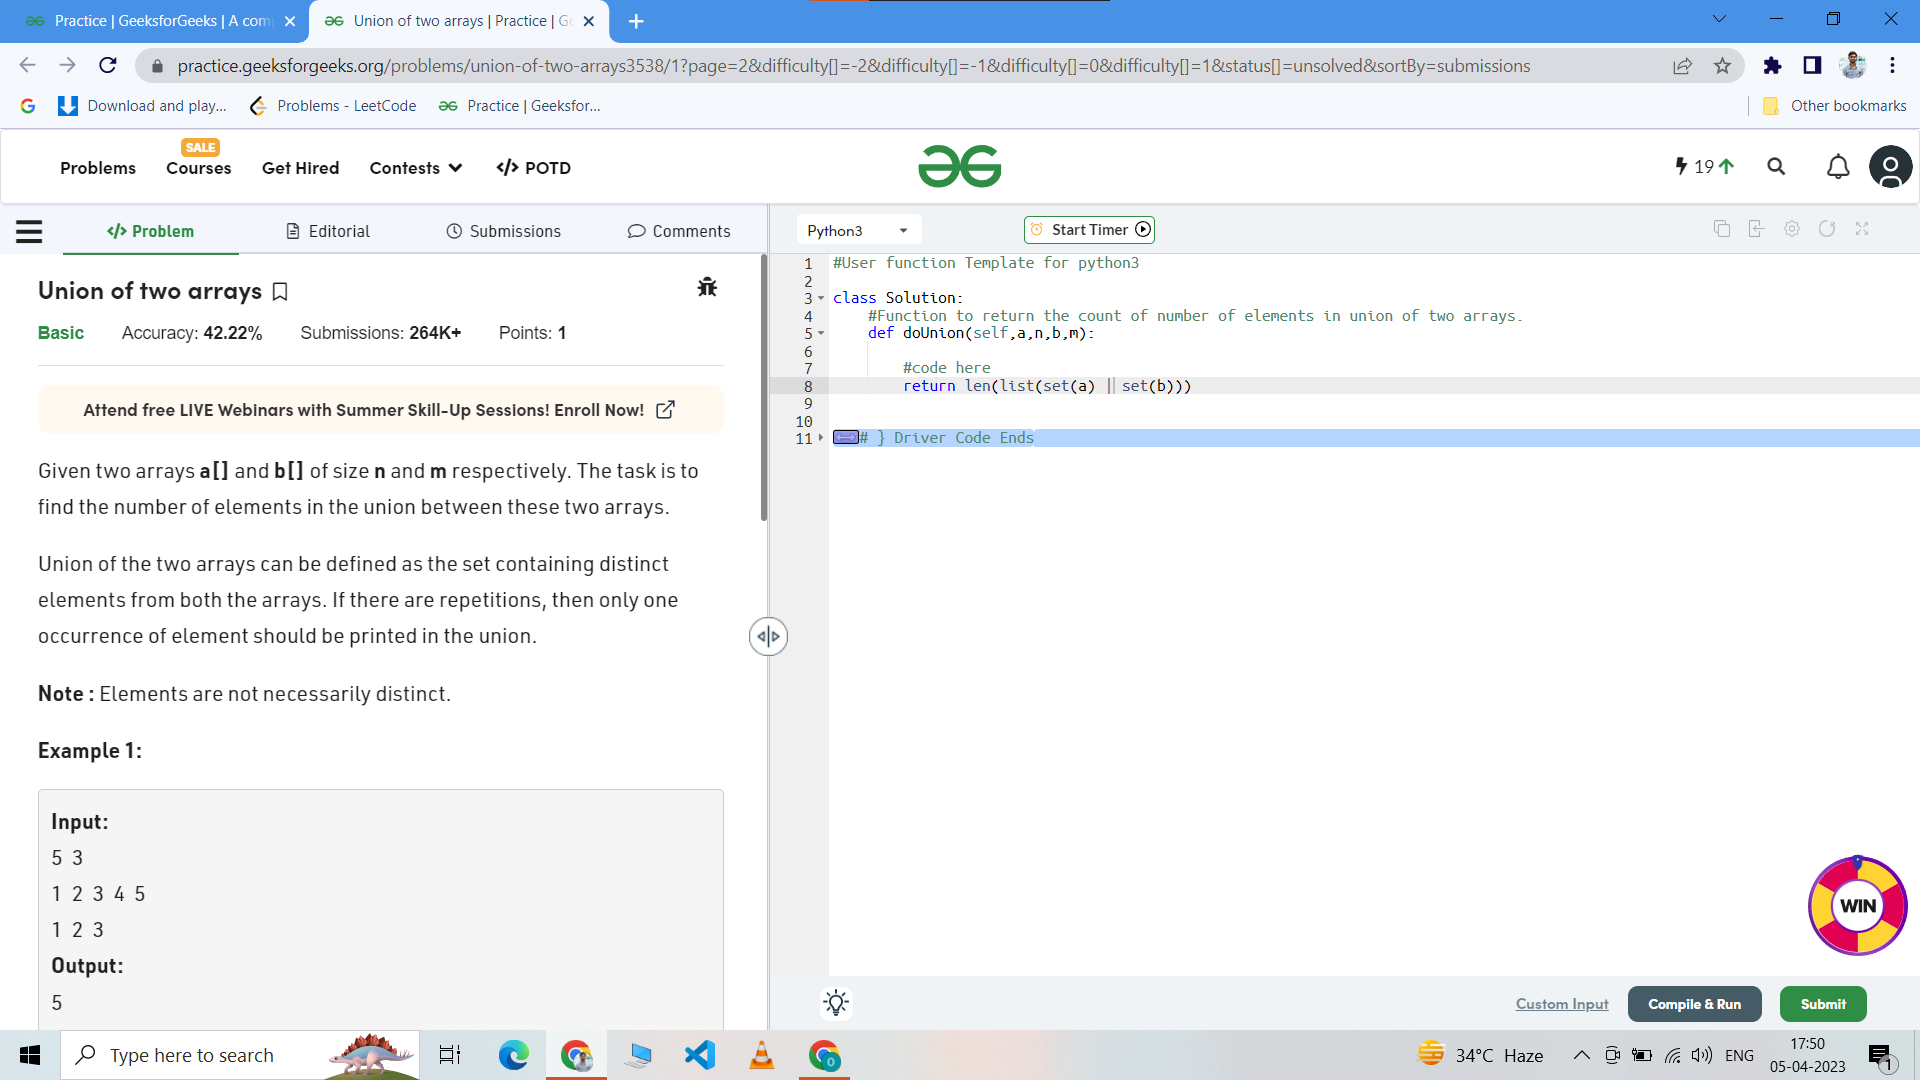 Practice | GeeksforGeeks | A com
Union of two arrays | Practice | Ge
practice.geeksforgeeks.org/problems/union-of-two-arrays3538/1?page=2&difficulty[]=-2&difficulty[]=-1&difficulty[]=0&difficulty[]=1&status[]=unsolved&sortBy=submissions
Download and play...
Problems - LeetCode
Practice | Geeksfor...
Other bookmarks
Problems
SALE
Courses
Get Hired
Contests
</> POTD
19
</> Problem
Editorial
Submissions
Comments
Python3
Start Timer
Union of two arrays
Basic Accuracy: 42.22% Submissions: 264K+ Points: 1
Attend free LIVE Webinars with Summer Skill-Up Sessions! Enroll Now!
Given two arrays a[] and b[] of size n and m respectively. The task is to
find the number of elements in the union between these two arrays.
Union of the two arrays can be defined as the set containing distinct
elements from both the arrays. If there are repetitions, then only one
occurrence of element should be printed in the union.
Note : Elements are not necessarily distinct.
Example 1:
Input:
5 3
1 2 3 4 5
1 2 3
Output:
5
1 #User function Template for python3
2
3 class Solution:
4 #Function to return the count of number of elements in union of two arrays.
5 def doUnion(self,a,n,b,m):
6
7 #code here
8 return len(list(set(a) | set(b)))
9
10
11 # } Driver Code Ends
WIN
Custom Input
Compile & Run
Submit
Type here to search
34°C Haze
ENG
17:50
05-04-2023
1